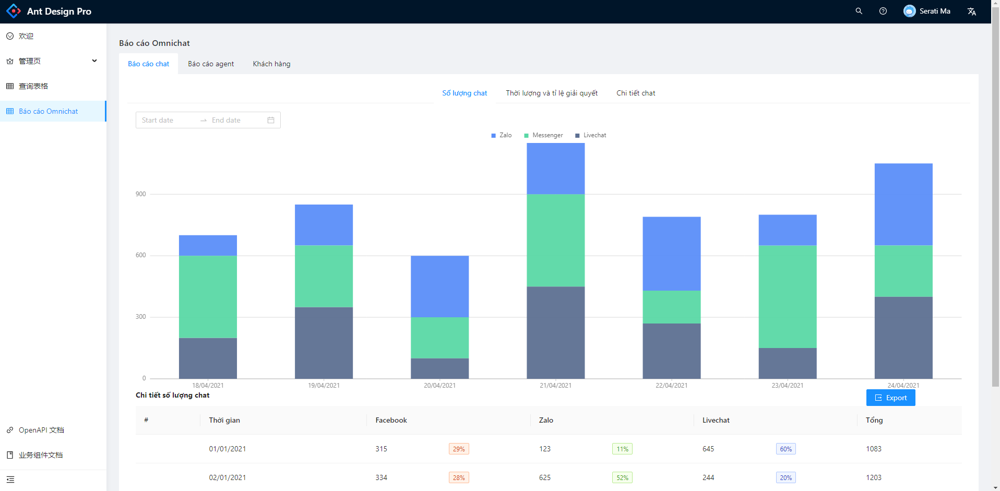 Ant Design Pro
Serati Ma
欢迎
管理页
查询表格
Báo cáo Omnichat
OpenAPI 文档
业务组件文档
Báo cáo Omnichat
Báo cáo chat Báo cáo agent Khách hàng
Số lượng chat Thời lượng và tỉ lệ giải quyết Chi tiết chat
Start date End date
Zalo Messenger Livechat
900
600
300
0
18/04/2021 19/04/2021 20/04/2021 21/04/2021 22/04/2021 23/04/2021 24/04/2021
Chi tiết số lượng chat
Export
# Thời gian Facebook Zalo Livechat Tổng
01/01/2021 315 29% 123 11% 645 60% 1083
02/01/2021 334 28% 625 52% 244 20% 1203